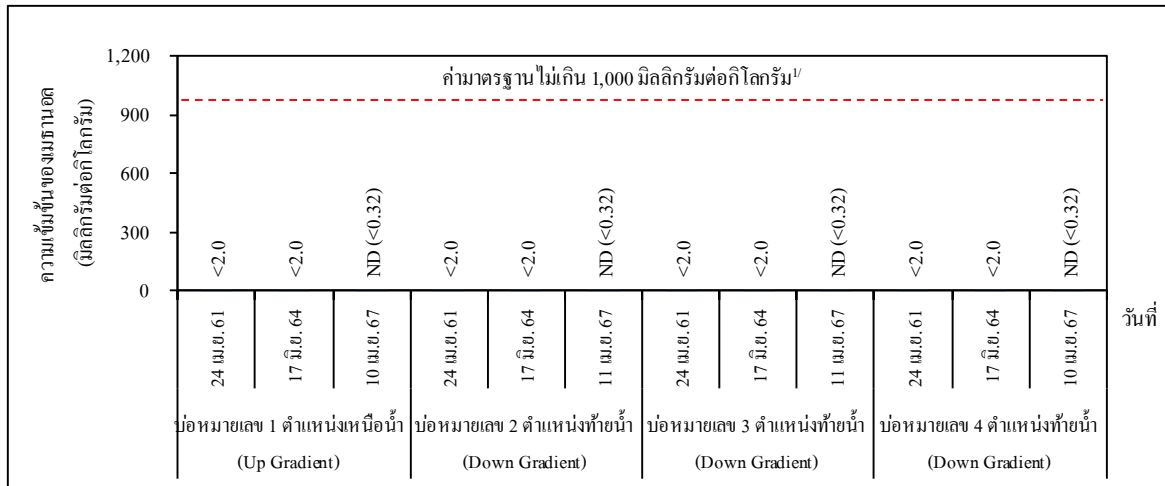 ความเข้มข้นของเมธานอล
(มิลลิกรัมต่อกิโลกรัม)
1,200
900
600
300
0
ค่ามาตรฐานไม่เกิน 1,000 มิลลิกรัมต่อกิโลกรัม1/
<2.0
<2.0
ND (<0.32)
<2.0
<2.0
ND (<0.32)
<2.0
<2.0
ND (<0.32)
<2.0
<2.0
ND (<0.32)
24 เม.ย. 61
17 มิ.ย. 64
10 เม.ย. 67
24 เม.ย. 61
17 มิ.ย. 64
11 เม.ย. 67
24 เม.ย. 61
17 มิ.ย. 64
11 เม.ย. 67
24 เม.ย. 61
17 มิ.ย. 64
10 เม.ย. 67
วันที่
บ่อหมายเลข 1 ตำแหน่งเหนือน้ำ
(Up Gradient)
บ่อหมายเลข 2 ตำแหน่งท้ายน้ำ
(Down Gradient)
บ่อหมายเลข 3 ตำแหน่งท้ายน้ำ
(Down Gradient)
บ่อหมายเลข 4 ตำแหน่งท้ายน้ำ
(Down Gradient)